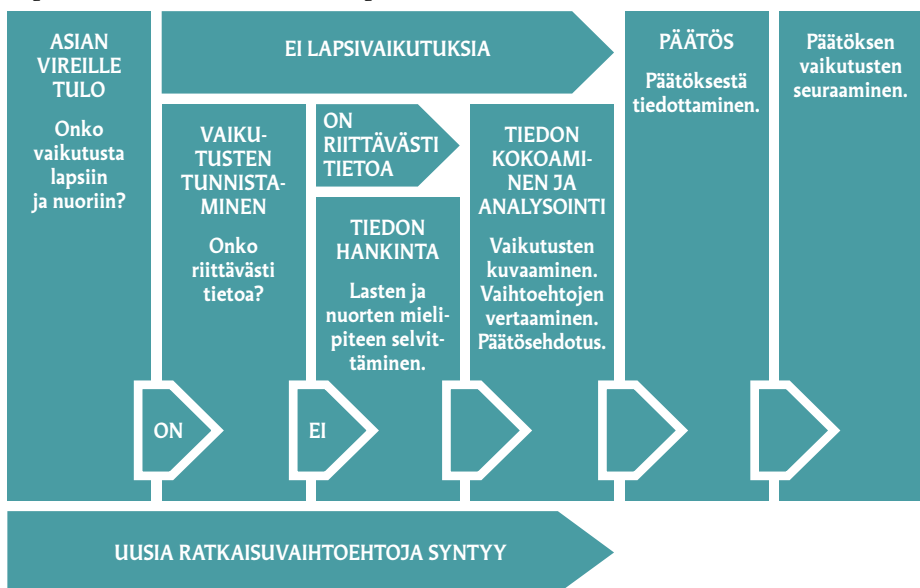 ASIAN
VIREILLE
TULO
Onko
vaikutusta
lapsiin
ja nuoriin?
EI LAPSIVAIKUTUKSIA
VAIKU-
TUSTEN
TUNNISTA-
MINEN
Onko
riittävästi
tietoa?
ON
RIITTÄVÄSTI
TIETOA
TIEDON
HANKINTA
Lasten ja
nuorten mieli-
piteen selvit-
täminen.
TIEDON
KOKOAMI-
NEN JA
ANALYSOINTI
Vaikutusten
kuvaaminen.
Vaihtoehtojen
vertaaminen.
Päätösehdotus.
PÄÄTÖS
Päätöksestä
tiedottaminen.
Päätöksen
vaikutusten
seuraaminen.
ON
EI
UUSIA RATKAISUVAIHTOEHTOJA SYNTYY